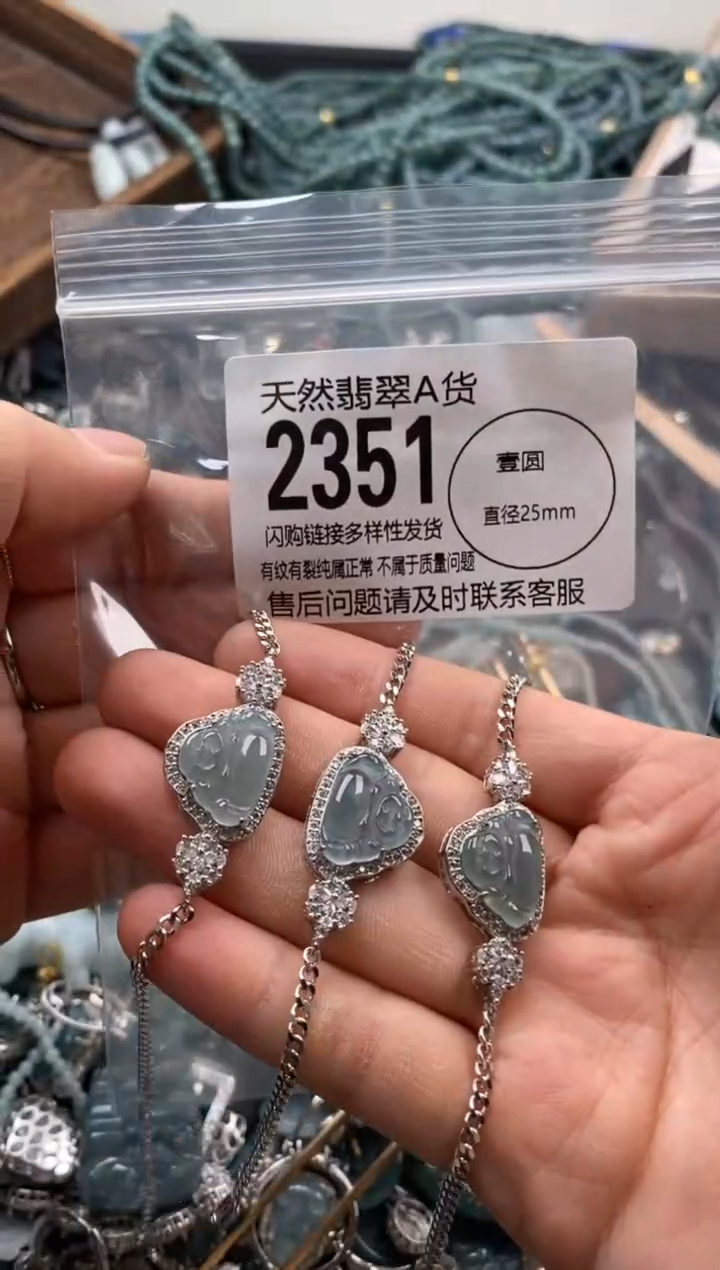 天然翡翠A货
2351
壹圆
直径25mm
闪购链接多样性发货
有纹有裂纯属正常 不属于质量问题
售后问题请及时联系客服